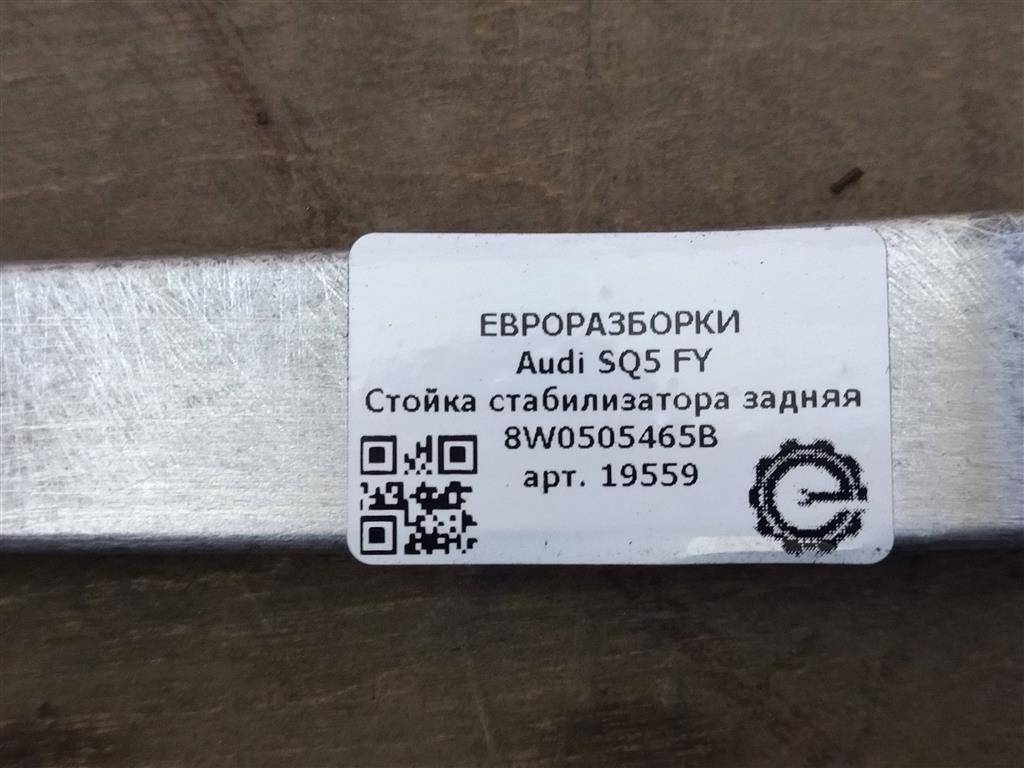 ЕВРОРАЗБОРКИ
Audi SQ5 FY
Стойка стабилизатора задняя
8W0505465B
арт. 19559